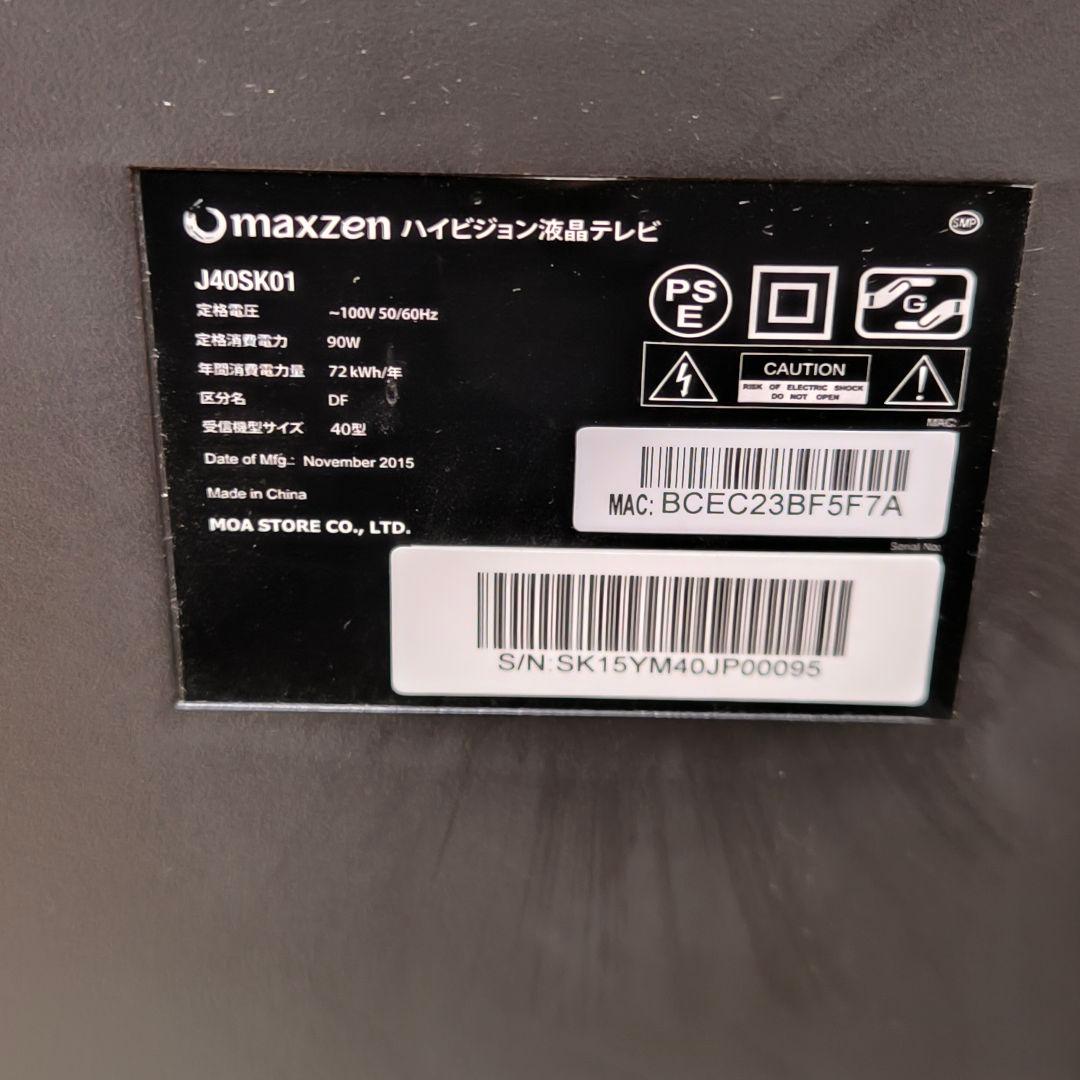 maxzen ハイビジョン液晶テレビ
SMP
J40SK01
定格電圧 ~100V 50/60Hz
定格消費電力 90W
年間消費電力量 72 kWh/年
区分名 DF
受信機型サイズ 40型
Date of Mfg.: November 2015
Made in China
MOA STORE CO., LTD.
PS
E
G
CAUTION
RISK OF ELECTRIC SHOCK
DO NOT OPEN
MAC:
MAC: BCEC23BF5F7A
Serial No:
S/N:SK15YM40JP00095